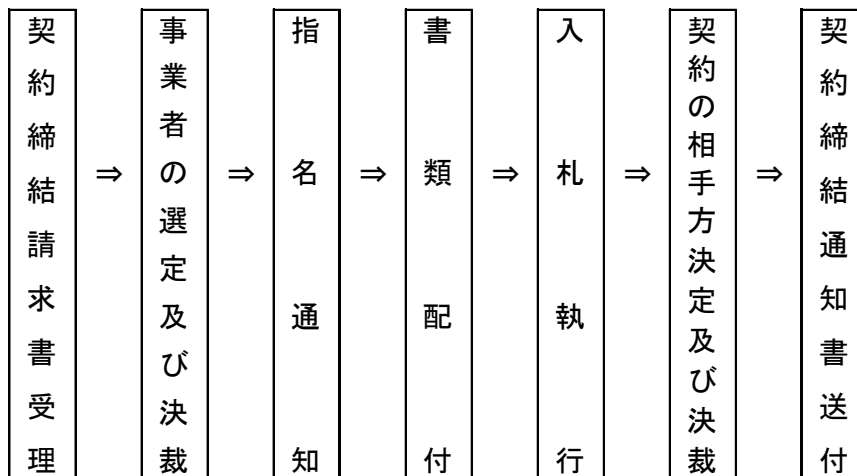 契約締結請求書受理
⇒
事業者の選定及び決裁
⇒
指名通知
⇒
書類配付
⇒
入札執行
⇒
契約の相手方決定及び決裁
⇒
契約締結通知書送付